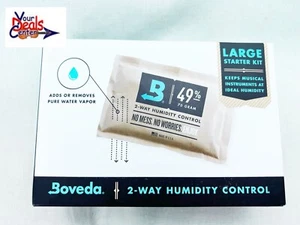 Your
Deals
Center
LARGE
STARTER KIT
KEEPS MUSICAL
INSTRUMENTS AT
IDEAL HUMIDITY
ADDS OR REMOVES
PURE WATER VAPOR
B
49%
70 GRAM
2-WAY HUMIDITY CONTROL
NO MESS. NO WORRIES.
Boveda
2-WAY HUMIDITY CONTROL